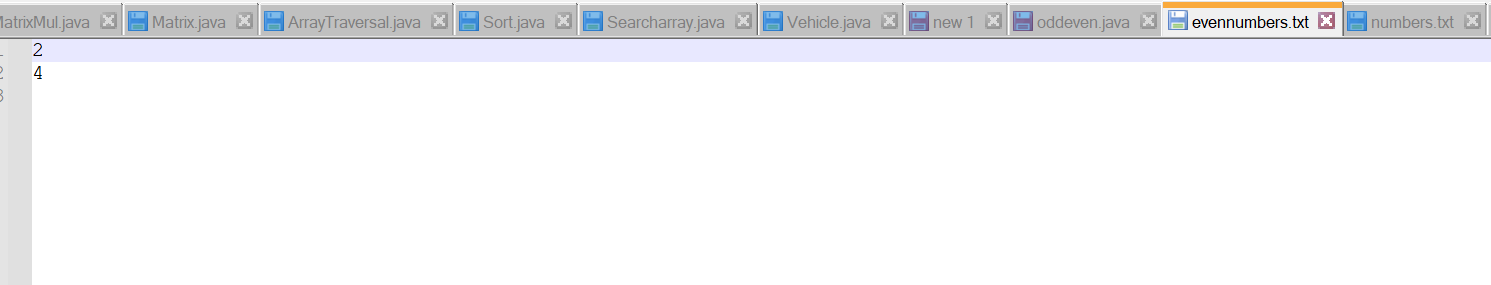 MatrixMul.java Matrix.java ArrayTraversal.java Sort.java Searcharray.java Vehicle.java new 1 oddeven.java evennumbers.txt numbers.txt
1 2
2 4
3